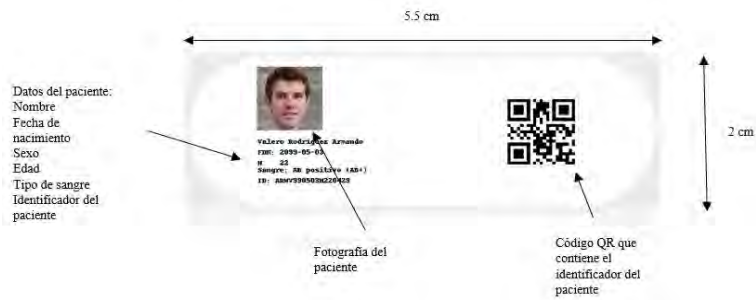 5.5 cm
Datos del paciente:
Nombre
Fecha de
nacimiento
Sexo
Edad
Tipo de sangre
Identificador del
paciente
Valero Rodriguez Armando
FDN: 2099-05-02
M 22
Sangre: AB positivo (AB+)
2 cm
Fotografía del
paciente
Código QR que
contiene el
identificador del
paciente